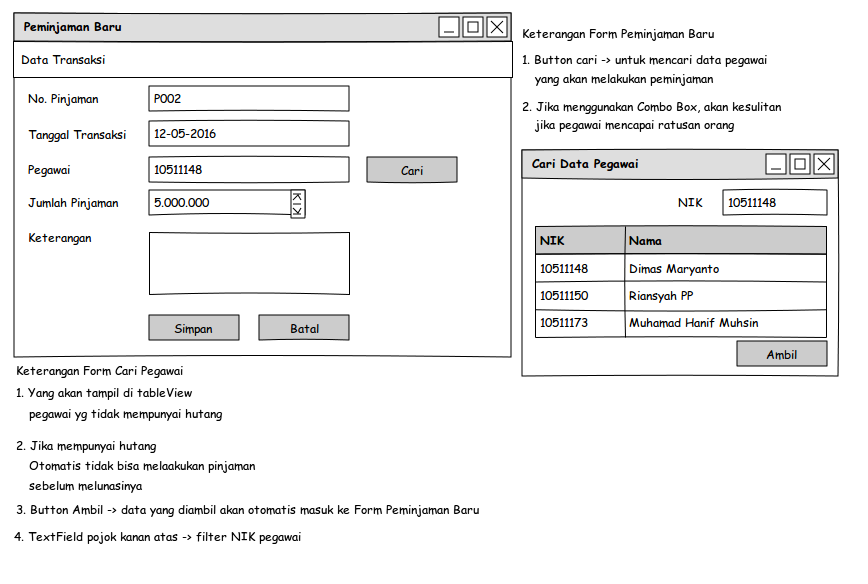 Peminjaman Baru
Data Transaksi
No. Pinjaman
P002
Tanggal Transaksi
12-05-2016
Pegawai
10511148
Cari
Jumlah Pinjaman
5.000.000
Keterangan
Simpan
Batal
Keterangan Form Peminjaman Baru
1. Button cari -> untuk mencari data pegawai
yang akan melakukan peminjaman
2. Jika menggunakan Combo Box, akan kesulitan
jika pegawai mencapai ratusan orang
Cari Data Pegawai
NIK
10511148
NIK Nama
10511148 Dimas Maryanto
10511150 Riansyah PP
10511173 Muhamad Hanif Muhsin
Ambil
Keterangan Form Cari Pegawai
1. Yang akan tampil di tableView
pegawai yg tidak mempunyai hutang
2. Jika mempunyai hutang
Otomatis tidak bisa melaakukan pinjaman
sebelum melunasinya
3. Button Ambil -> data yang diambil akan otomatis masuk ke Form Peminjaman Baru
4. TextField pojok kanan atas -> filter NIK pegawai